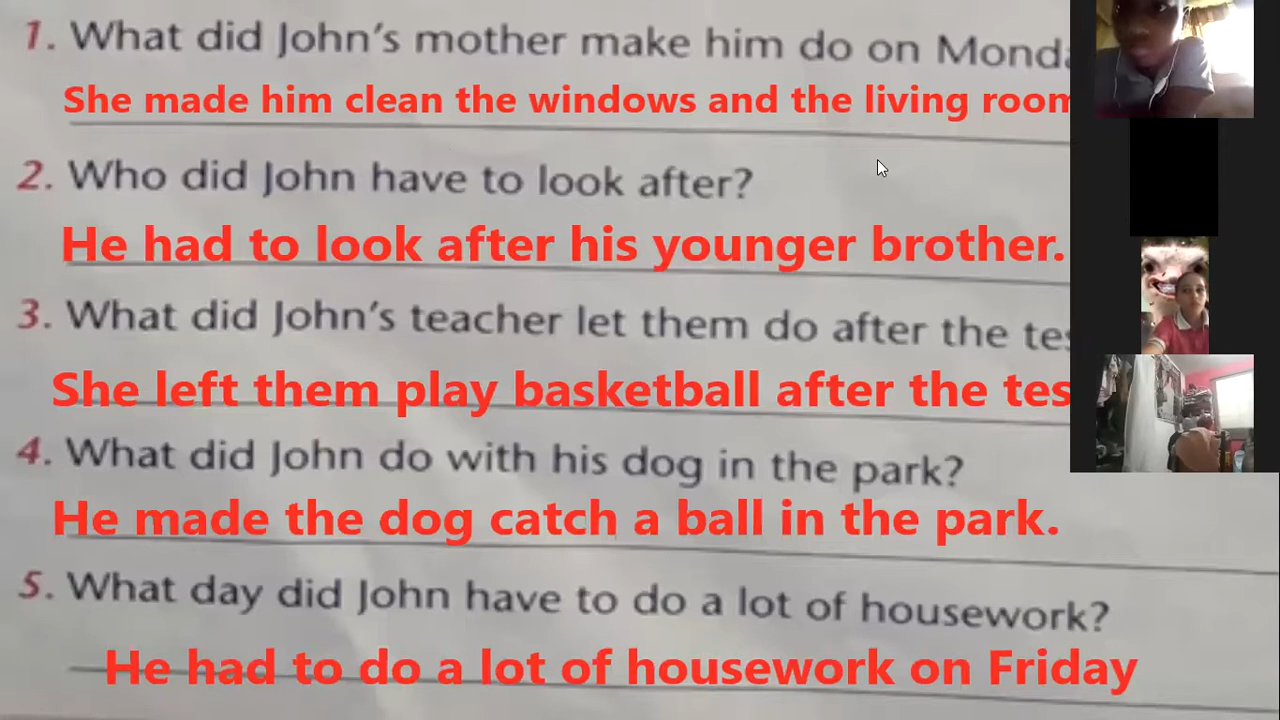 1. What did John's mother make him do on Monda
She made him clean the windows and the living room
2. Who did John have to look after?
He had to look after his younger brother.
3. What did John's teacher let them do after the tes
She left them play basketball after the tes
4. What did John do with his dog in the park?
He made the dog catch a ball in the park.
5. What day did John have to do a lot of housework?
He had to do a lot of housework on Friday